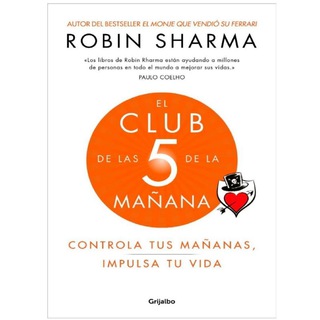 AUTOR DEL BESTSELLER EL MONJE QUE VENDIÓ SU FERRARI
ROBIN SHARMA
«Los libros de Robin Rharma están ayudando a millones
de personas en todo el mundo a mejorar sus vidas.»
PAULO COELHO
EL
CLUB
DE LAS 5 DE LA
MAÑANA
CONTROLA TUS MAÑANAS,
IMPULSA TU VIDA
Grijalbo